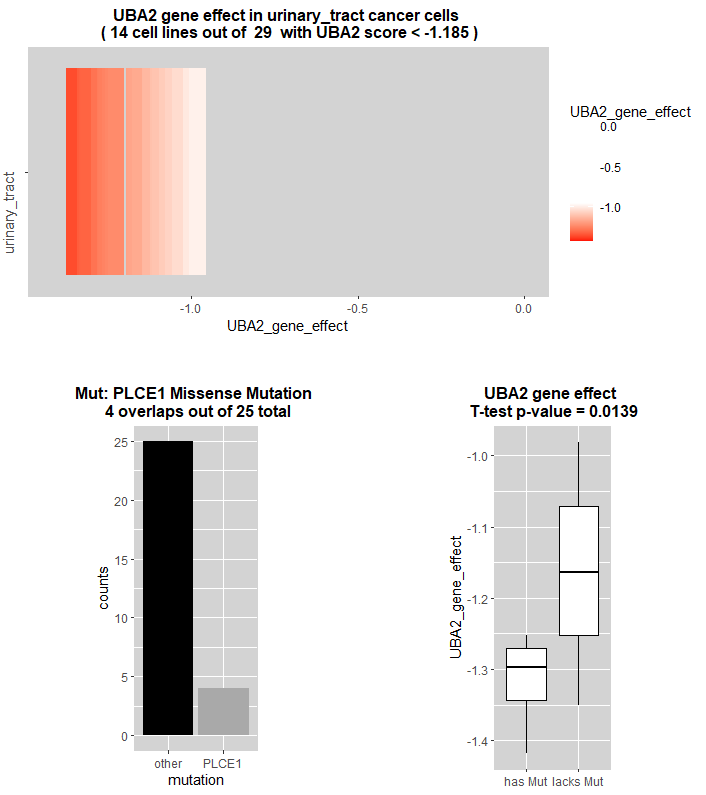 UBA2 gene effect in urinary_tract cancer cells
( 14 cell lines out of 29 with UBA2 score < -1.185 )
urinary_tract
-1.0
-0.5
0.0
UBA2_gene_effect
UBA2_gene_effect
0.0
-0.5
-1.0
Mut: PLCE1 Missense Mutation
4 overlaps out of 25 total
counts
25
20
15
10
5
0
other
PLCE1
mutation
UBA2 gene effect
T-test p-value = 0.0139
UBA2_gene_effect
-1.0
-1.1
-1.2
-1.3
-1.4
has Mut
lacks Mut